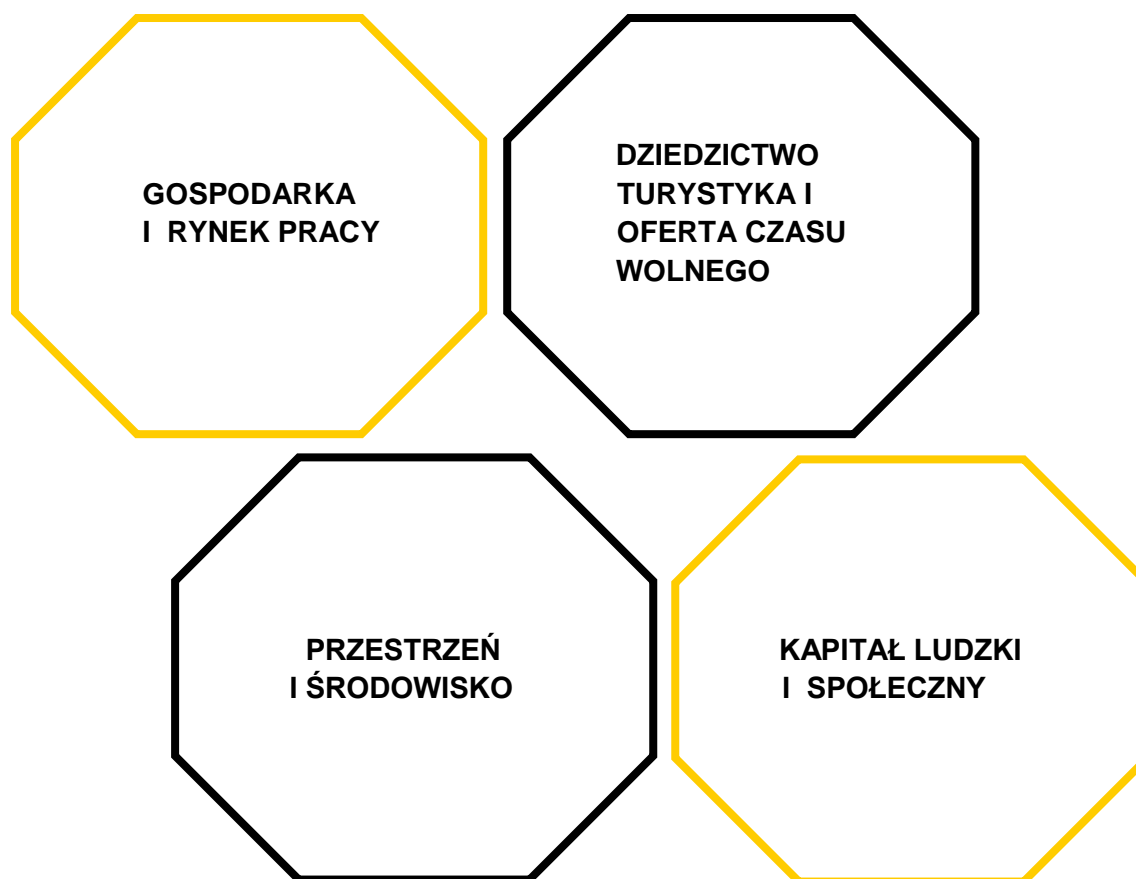 GOSPODARKA
I RYNEK PRACY
DZIEDZICTWO
TURYSTYKA I
OFERTA CZASU
WOLNEGO
PRZESTRZEŃ
I ŚRODOWISKO
KAPITAŁ LUDZKI
I SPOŁECZNY